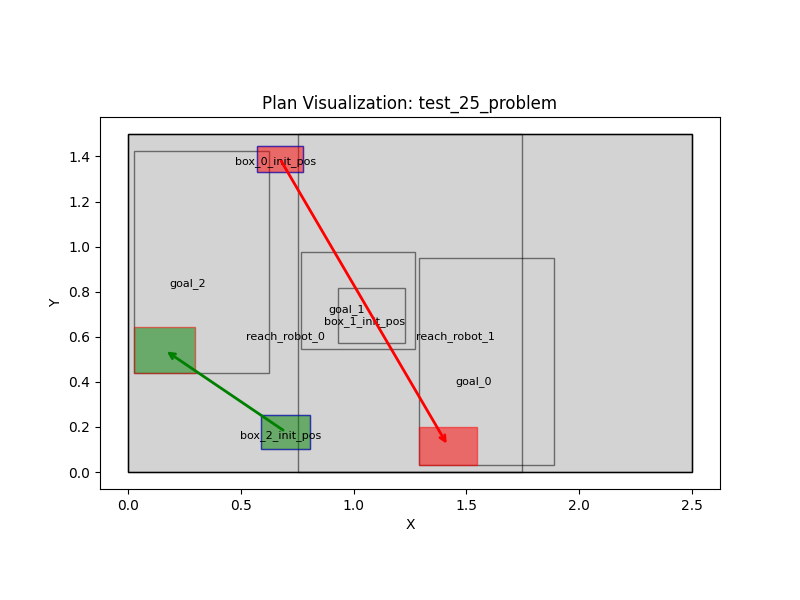 Plan Visualization: test_25_problem
1.4
1.2
1.0
0.8
0.6
0.4
0.2
0.0
Y
box_0_init_pos
goal_2
goal_1
box_1_init_pos
reach_robot_0
reach_robot_1
goal_0
box_2_init_pos
0.0
0.5
1.0
1.5
2.0
2.5
X